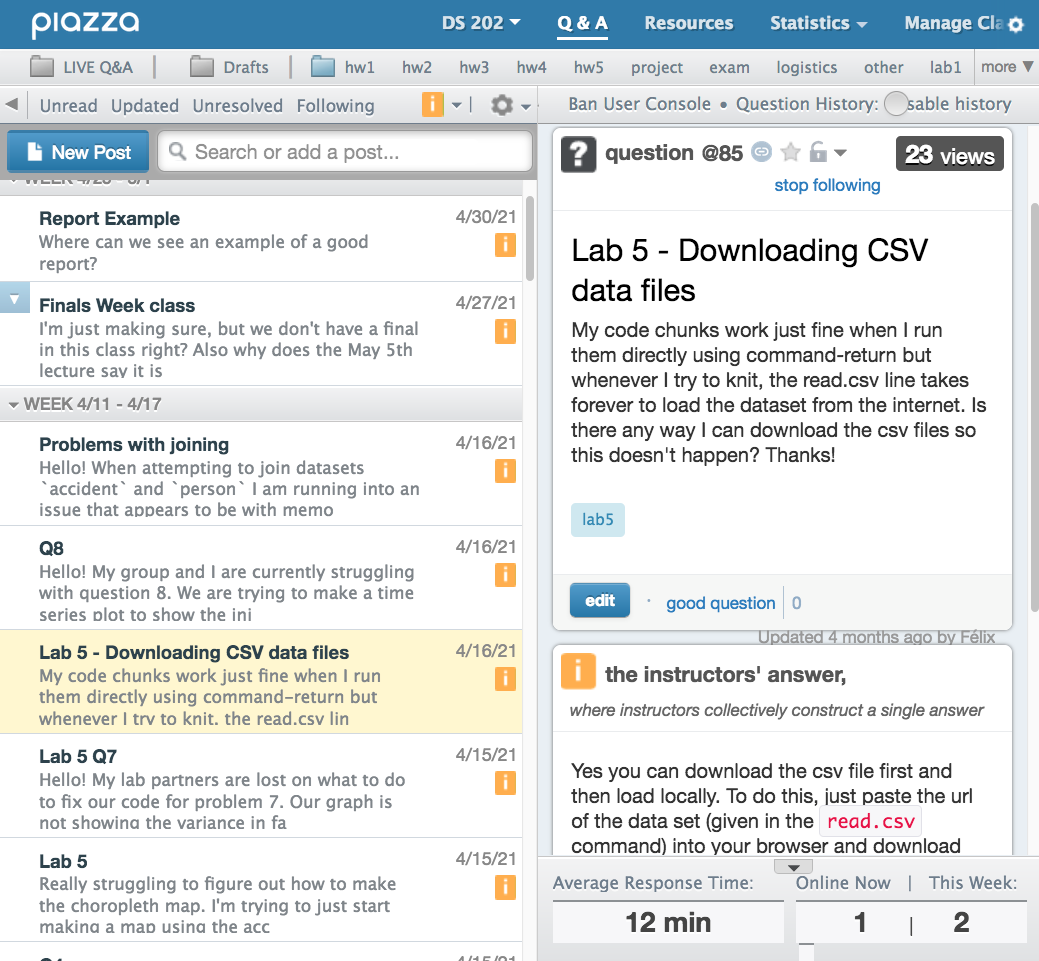 piazza
DS 202 Q & A Resources Statistics Manage Cla
LIVE Q&A Drafts hw1 hw2 hw3 hw4 hw5 project exam logistics other lab1 more
Unread Updated Unresolved Following i
Ban User Console • Question History: sable history
New Post Search or add a post...
WEEK 4/25 - 5/1
Report Example 4/30/21
Where can we see an example of a good i
report?
Finals Week class 4/27/21
I'm just making sure, but we don't have a final i
in this class right? Also why does the May 5th
lecture say it is
WEEK 4/11 - 4/17
Problems with joining 4/16/21
Hello! When attempting to join datasets i
`accident` and `person` I am running into an
issue that appears to be with memo
Q8 4/16/21
Hello! My group and I are currently struggling i
with question 8. We are trying to make a time
series plot to show the ini
Lab 5 - Downloading CSV data files 4/16/21
My code chunks work just fine when I run i
them directly using command-return but
whenever I try to knit, the read.csv lin
Lab 5 Q7 4/15/21
Hello! My lab partners are lost on what to do i
to fix our code for problem 7. Our graph is
not showing the variance in fa
Lab 5 4/15/21
Really struggling to figure out how to make i
the choropleth map. I'm trying to just start
making a map using the acc
4/15/21
? question @85 23 views
stop following
Lab 5 - Downloading CSV
data files
My code chunks work just fine when I run
them directly using command-return but
whenever I try to knit, the read.csv line takes
forever to load the dataset from the internet. Is
there any way I can download the csv files so
this doesn't happen? Thanks!
lab5
edit · good question | 0
Updated 4 months ago by Félix
i the instructors' answer,
where instructors collectively construct a single answer
Yes you can download the csv file first and
then load locally. To do this, just paste the url
of the data set (given in the read.csv
command) into your browser and download
Average Response Time: Online Now | This Week:
12 min 1 | 2